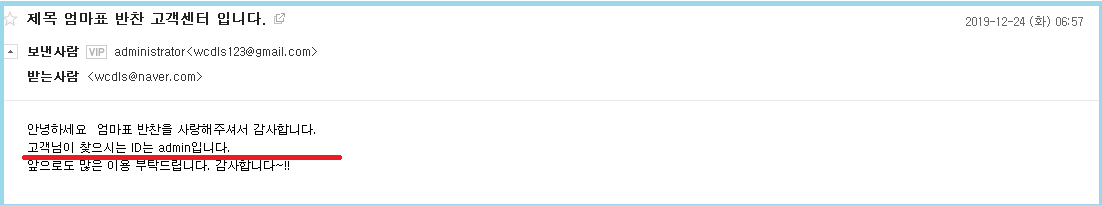 제목 엄마표 반찬 고객센터 입니다.
2019-12-24 (화) 06:57
보낸사람 VIP administrator<wcdls123@gmail.com>
받는사람 <wcdls@naver.com>
안녕하세요 엄마표 반찬을 사랑해주셔서 감사합니다.
고객님이 찾으시는 ID는 admin입니다.
앞으로도 많은 이용 부탁드립니다. 감사합니다~!!